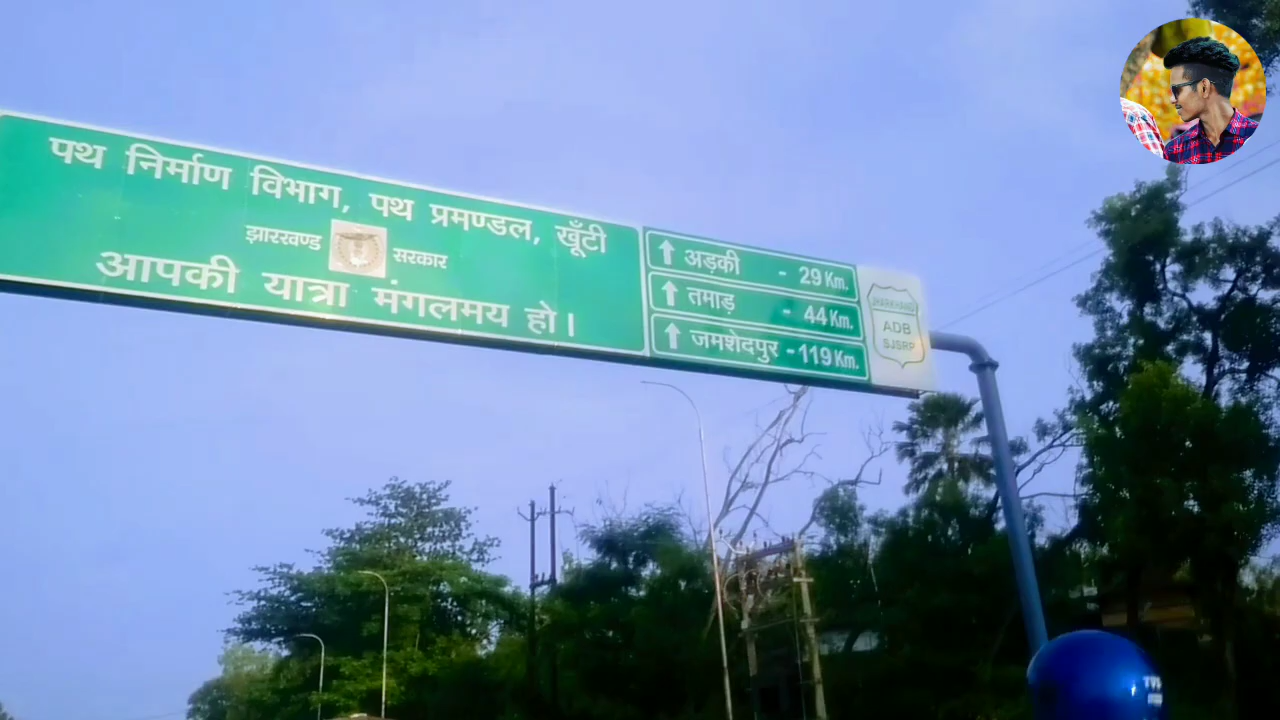 पथ निर्माण विभाग, पथ प्रमण्डल, खूँटी
झारखण्ड सरकार
आपकी यात्रा मंगलमय हो।
↑ अड़की - 29 Km.
↑ तमाड़ - 44 Km.
↑ जमशेदपुर - 119 Km.
JHARKHAND
ADB
SJSRP